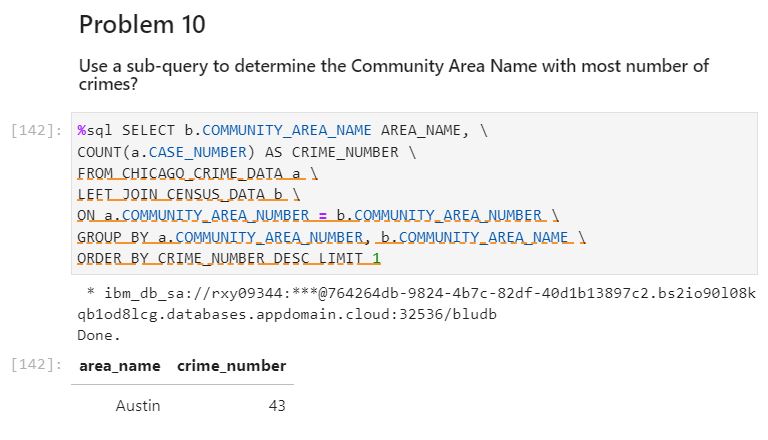 Problem 10
Use a sub-query to determine the Community Area Name with most number of
crimes?
[142]: %sql SELECT b.COMMUNITY_AREA_NAME AREA_NAME, \
COUNT(a.CASE_NUMBER) AS CRIME_NUMBER \
FROM CHICAGO_CRIME_DATA a \
LEFT JOIN CENSUS_DATA b \
ON a.COMMUNITY_AREA_NUMBER = b.COMMUNITY_AREA_NUMBER \
GROUP BY a.COMMUNITY_AREA_NUMBER, b.COMMUNITY_AREA_NAME \
ORDER BY CRIME_NUMBER DESC LIMIT 1
* ibm_db_sa://rxy09344:***@764264db-9824-4b7c-82df-40d1b13897c2.bs2io90l08k
qb1od8lcg.databases.appdomain.cloud:32536/bludb
Done.
[142]: area_name crime_number
Austin 43